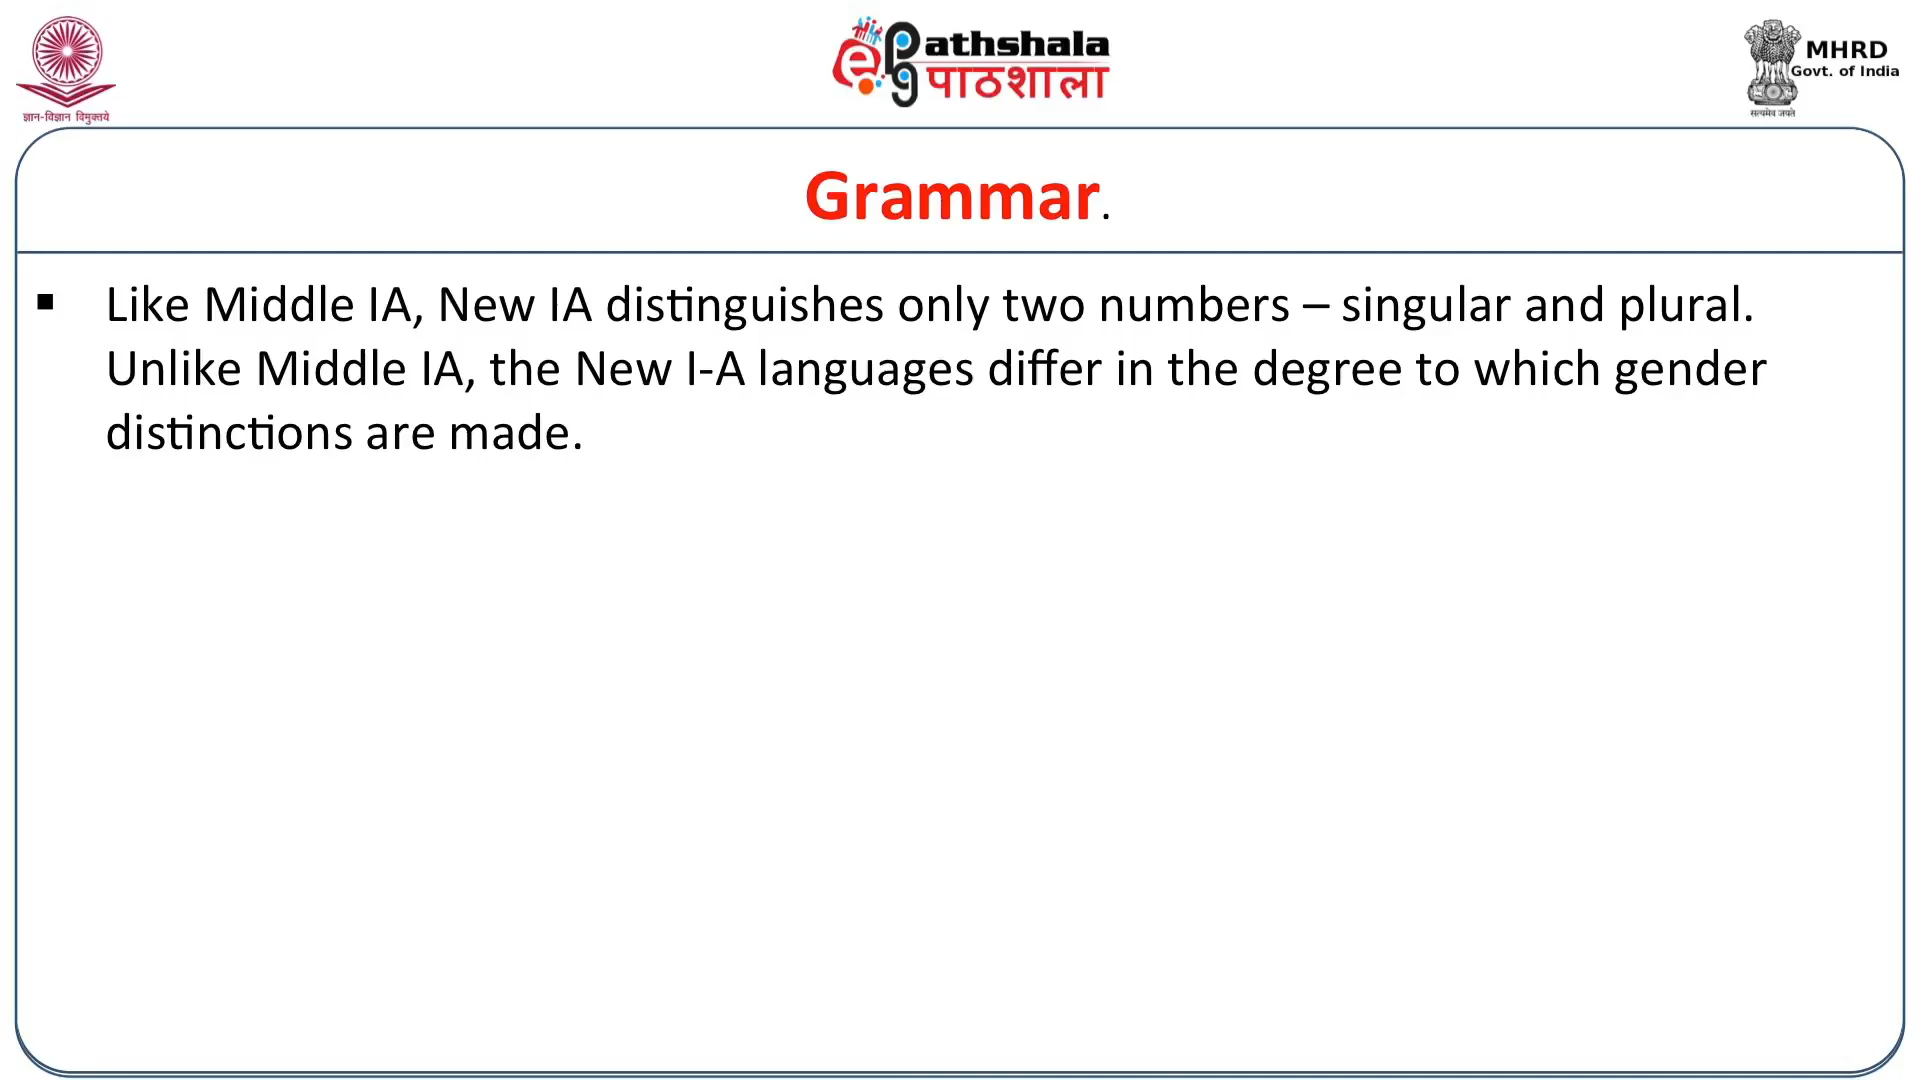 ज्ञान-विज्ञान विमुक्तये
ePG Pathshala
पाठशाला
MHRD
Govt. of India
सत्यमेव जयते
Grammar.
▪ Like Middle IA, New IA distinguishes only two numbers – singular and plural.
Unlike Middle IA, the New I-A languages differ in the degree to which gender
distinctions are made.